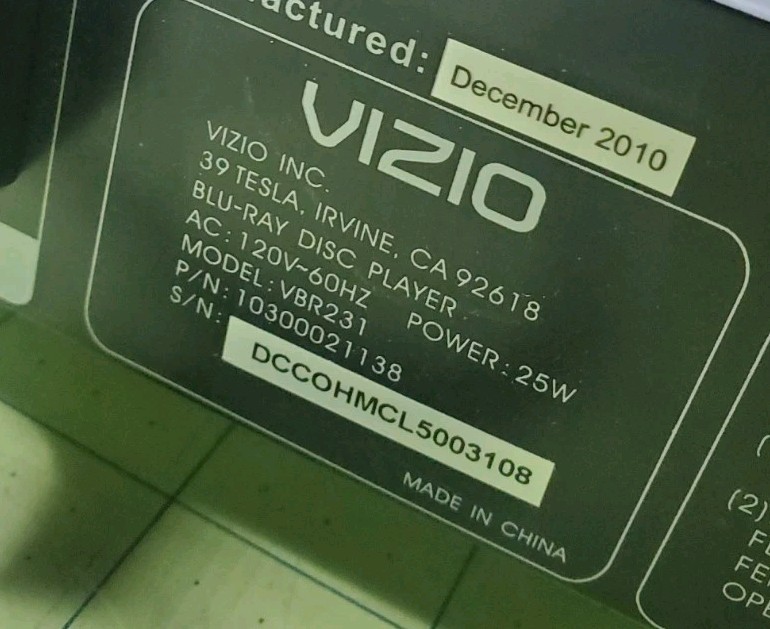 actured: December 2010
VIZIO
VIZIO INC.
39 TESLA, IRVINE, CA 92618
BLU-RAY DISC PLAYER
AC: 120V~60HZ POWER: 25W
MODEL: VBR231
P/N: 10300021138
S/N: DCCOHMCL5003108
MADE IN CHINA
(2)
OPE